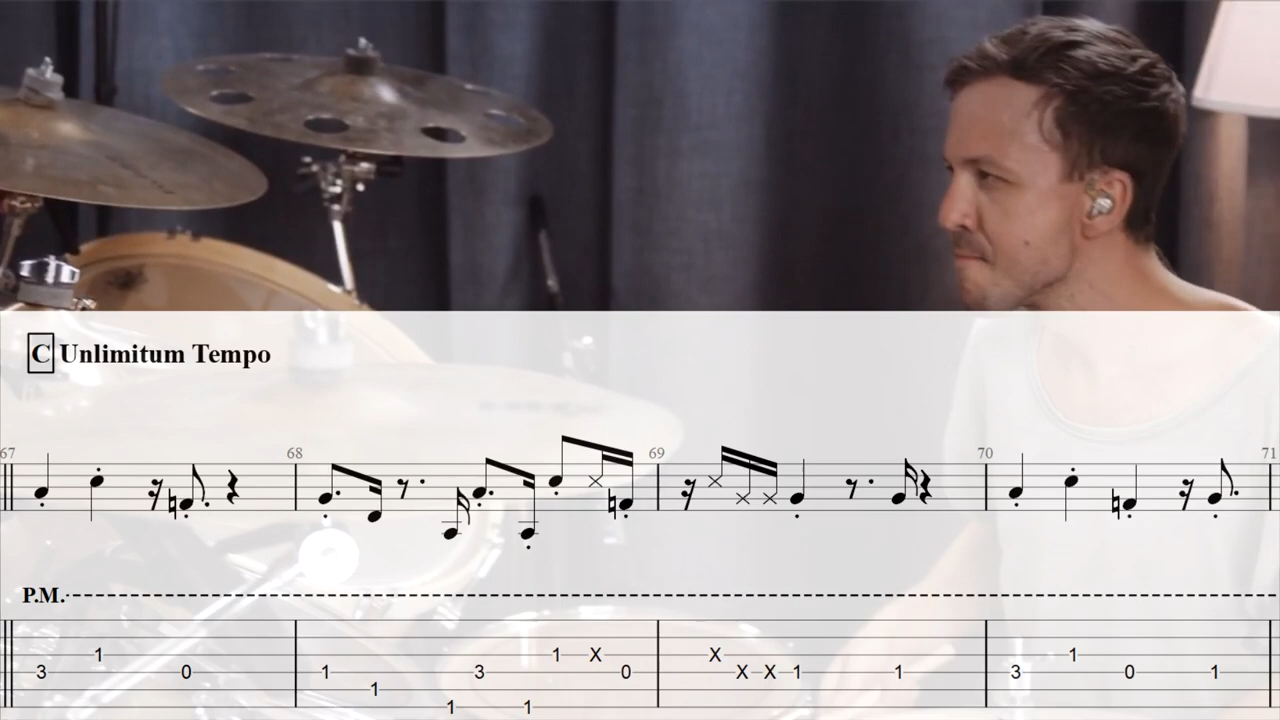 C Unlimitum Tempo
67 68 69 70 71
P.M.
1 1 X 1
3 0 1 3 0 X X 1 1 3 0 1
1
1 1